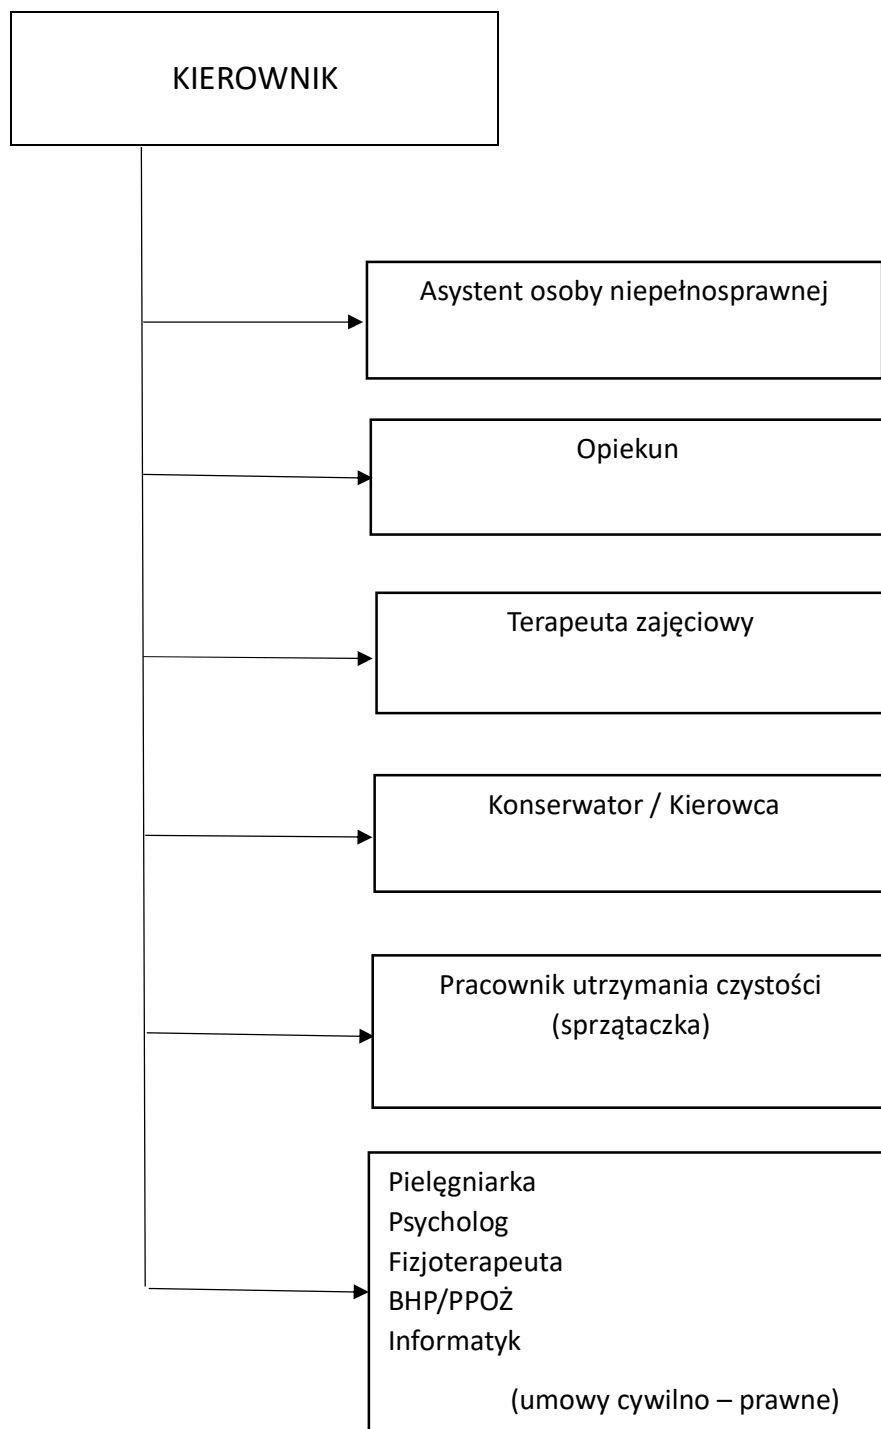 KIEROWNIK
Asystent osoby niepełnosprawnej
Opiekun
Terapeuta zajęciowy
Konserwator / Kierowca
Pracownik utrzymania czystości
(sprzątaczka)
Pielęgniarka
Psycholog
Fizjoterapeuta
BHP/PPOŻ
Informatyk
(umowy cywilno – prawne)